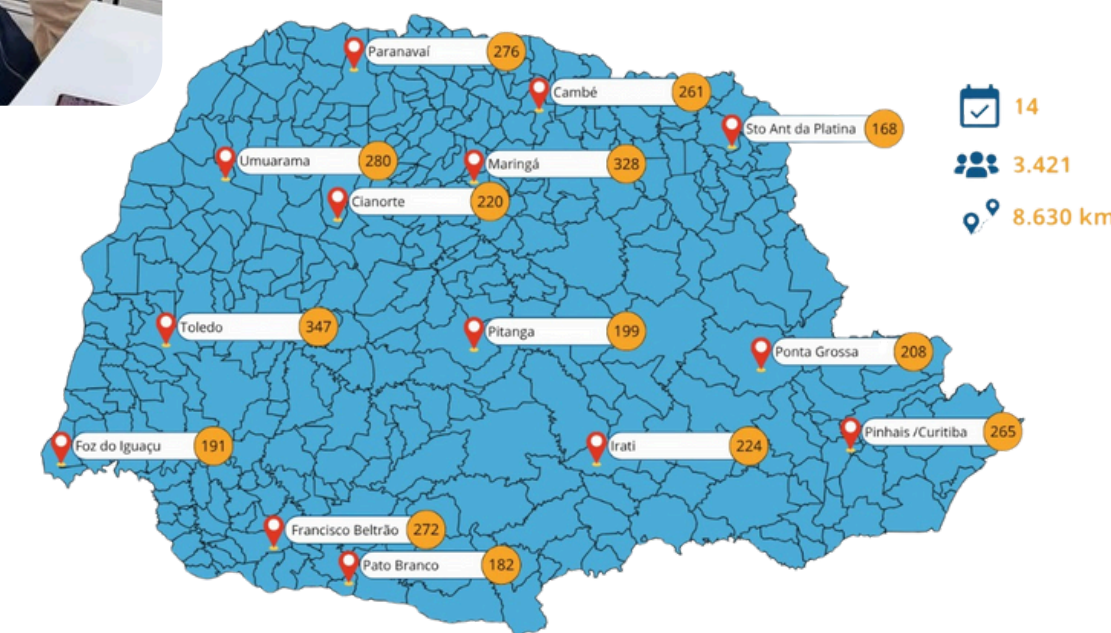 Paranavaí 276
Cambé 261
14
Sto Ant da Platina 168
Umuarama 280
Maringá 328
3.421
Cianorte 220
8.630 km
Toledo 347
Pitanga 199
Ponta Grossa 208
Foz do Iguaçu 191
Irati 224
Pinhais /Curitiba 265
Francisco Beltrão 272
Pato Branco 182